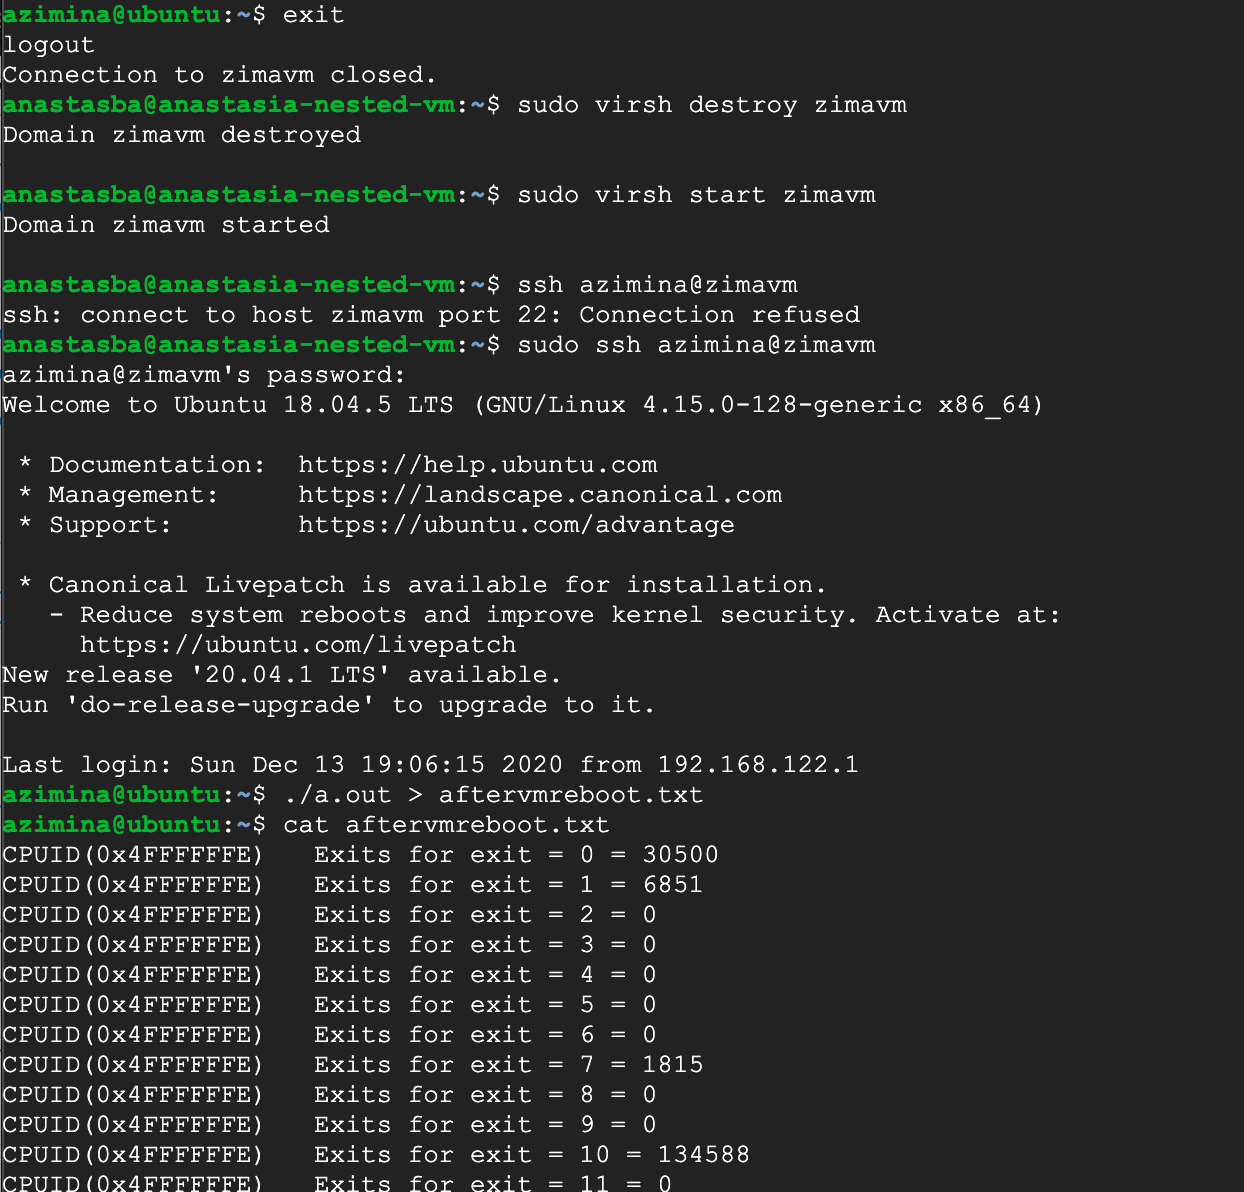 azimina@ubuntu:~$ exit
logout
Connection to zimavm closed.
anastasba@anastasia-nested-vm:~$ sudo virsh destroy zimavm
Domain zimavm destroyed
anastasba@anastasia-nested-vm:~$ sudo virsh start zimavm
Domain zimavm started
anastasba@anastasia-nested-vm:~$ ssh azimina@zimavm
ssh: connect to host zimavm port 22: Connection refused
anastasba@anastasia-nested-vm:~$ sudo ssh azimina@zimavm
azimina@zimavm's password:
Welcome to Ubuntu 18.04.5 LTS (GNU/Linux 4.15.0-128-generic x86_64)
* Documentation:  https://help.ubuntu.com
* Management:     https://landscape.canonical.com
* Support:        https://ubuntu.com/advantage
* Canonical Livepatch is available for installation.
- Reduce system reboots and improve kernel security. Activate at:
https://ubuntu.com/livepatch
New release '20.04.1 LTS' available.
Run 'do-release-upgrade' to upgrade to it.
Last login: Sun Dec 13 19:06:15 2020 from 192.168.122.1
azimina@ubuntu:~$ ./a.out > aftervmreboot.txt
azimina@ubuntu:~$ cat aftervmreboot.txt
CPUID(0x4FFFFFFE)   Exits for exit = 0 = 30500
CPUID(0x4FFFFFFE)   Exits for exit = 1 = 6851
CPUID(0x4FFFFFFE)   Exits for exit = 2 = 0
CPUID(0x4FFFFFFE)   Exits for exit = 3 = 0
CPUID(0x4FFFFFFE)   Exits for exit = 4 = 0
CPUID(0x4FFFFFFE)   Exits for exit = 5 = 0
CPUID(0x4FFFFFFE)   Exits for exit = 6 = 0
CPUID(0x4FFFFFFE)   Exits for exit = 7 = 1815
CPUID(0x4FFFFFFE)   Exits for exit = 8 = 0
CPUID(0x4FFFFFFE)   Exits for exit = 9 = 0
CPUID(0x4FFFFFFE)   Exits for exit = 10 = 134588
CPUID(0x4FFFFFFE)   Exits for exit = 11 = 0